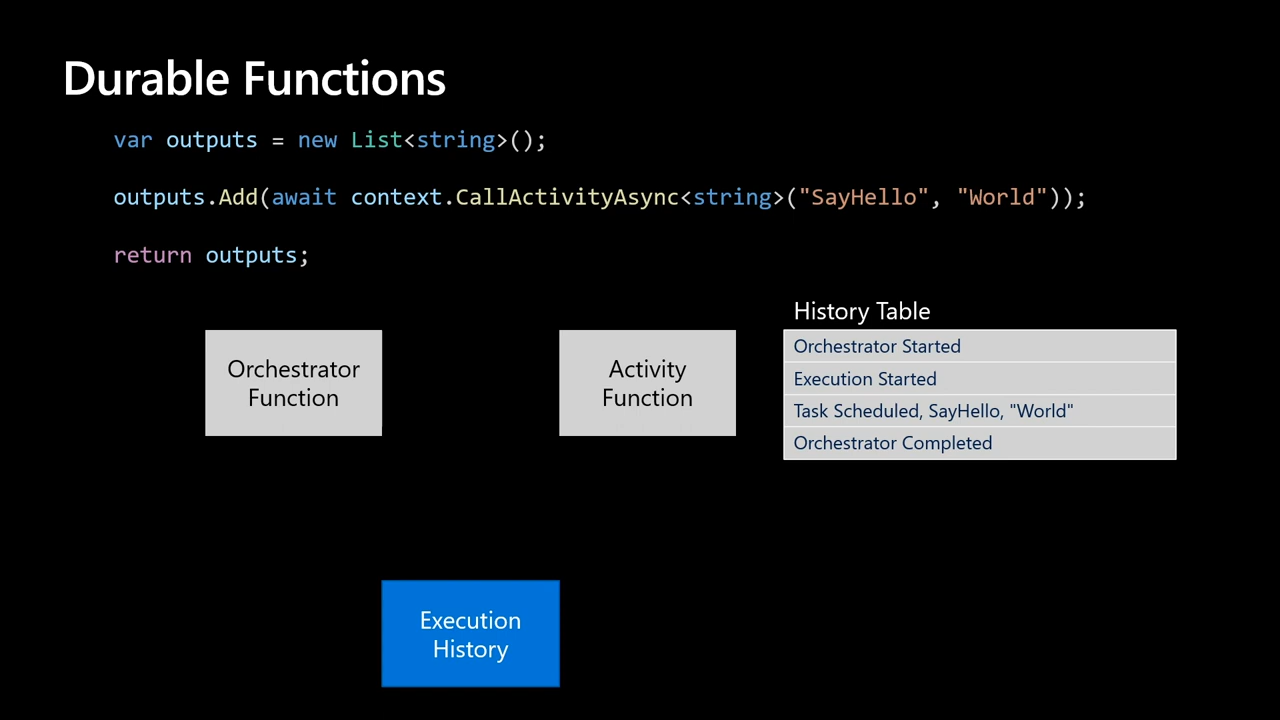 Durable Functions
var outputs = new List<string>();
outputs.Add(await context.CallActivityAsync<string>("SayHello", "World"));
return outputs;
Orchestrator
Function
Activity
Function
History Table
Orchestrator Started
Execution Started
Task Scheduled, SayHello, "World"
Orchestrator Completed
Execution
History